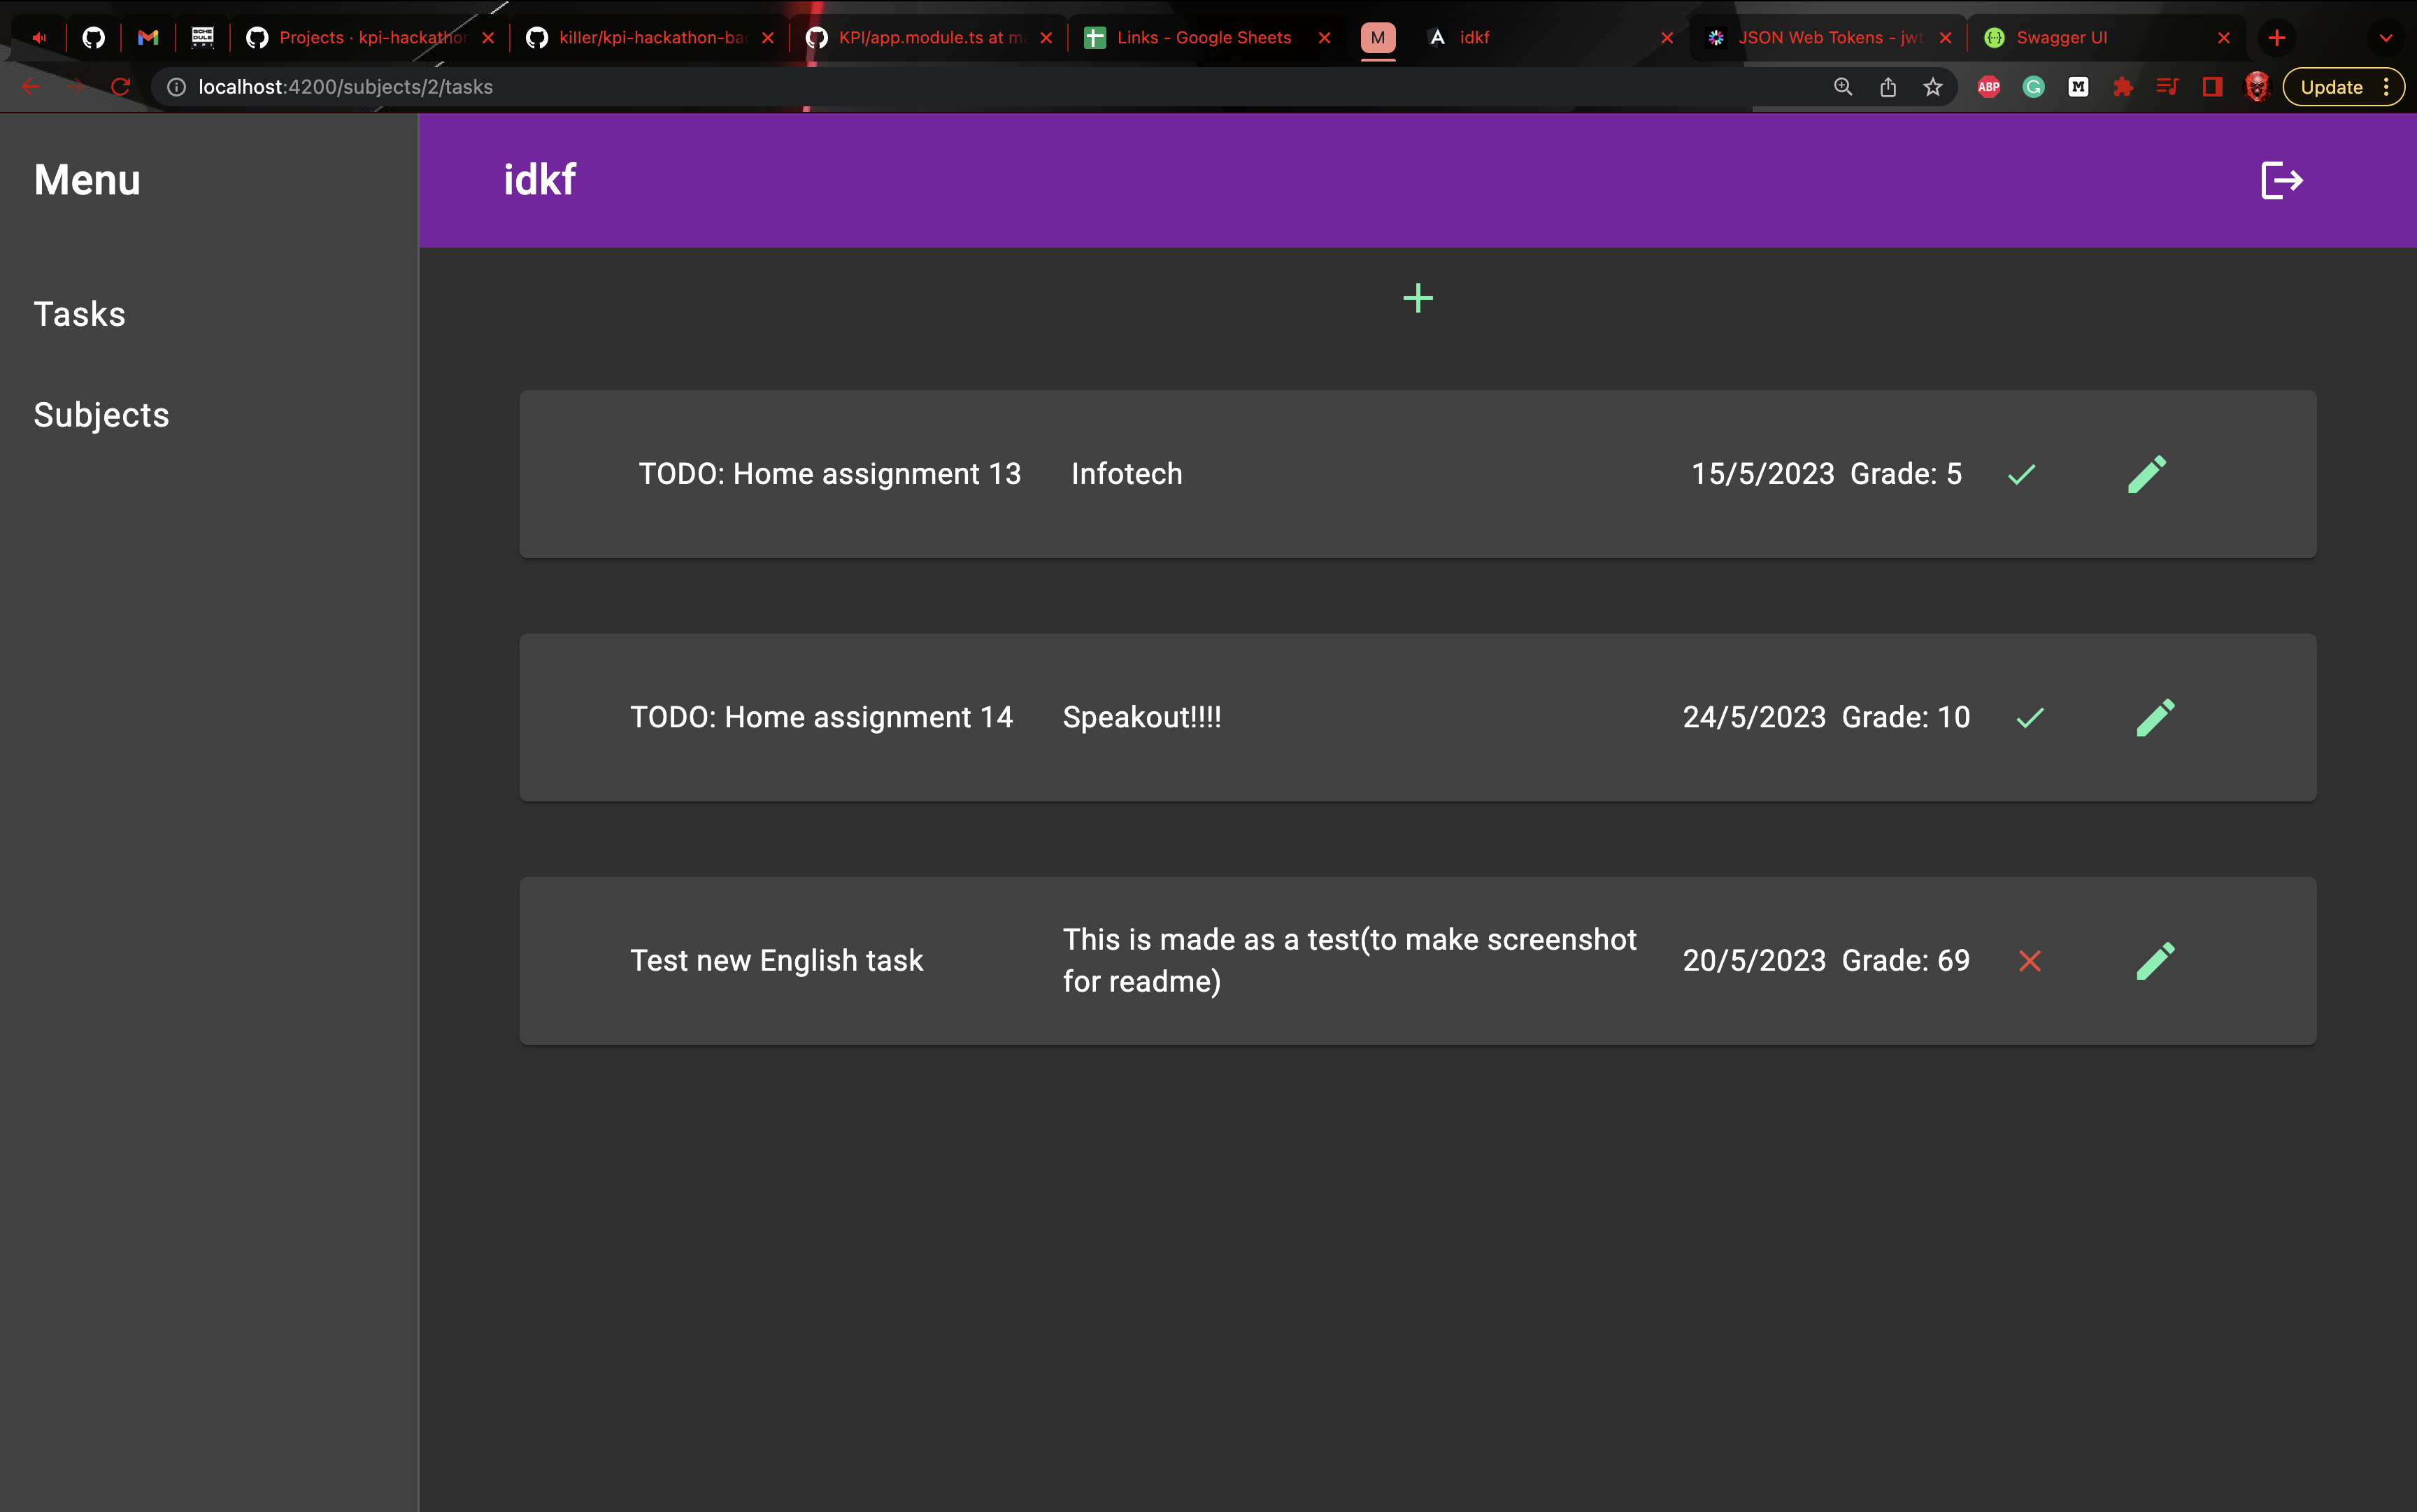 Projects · kpi-hackathon
killer/kpi-hackathon-ba
KPI/app.module.ts at m
Links - Google Sheets
M
idkf
JSON Web Tokens - jwt
Swagger UI
localhost:4200/subjects/2/tasks
ABP
M
Update
Menu
idkf
Tasks
Subjects
TODO: Home assignment 13 Infotech 15/5/2023 Grade: 5
TODO: Home assignment 14 Speakout!!!! 24/5/2023 Grade: 10
Test new English task This is made as a test(to make screenshot
for readme) 20/5/2023 Grade: 69